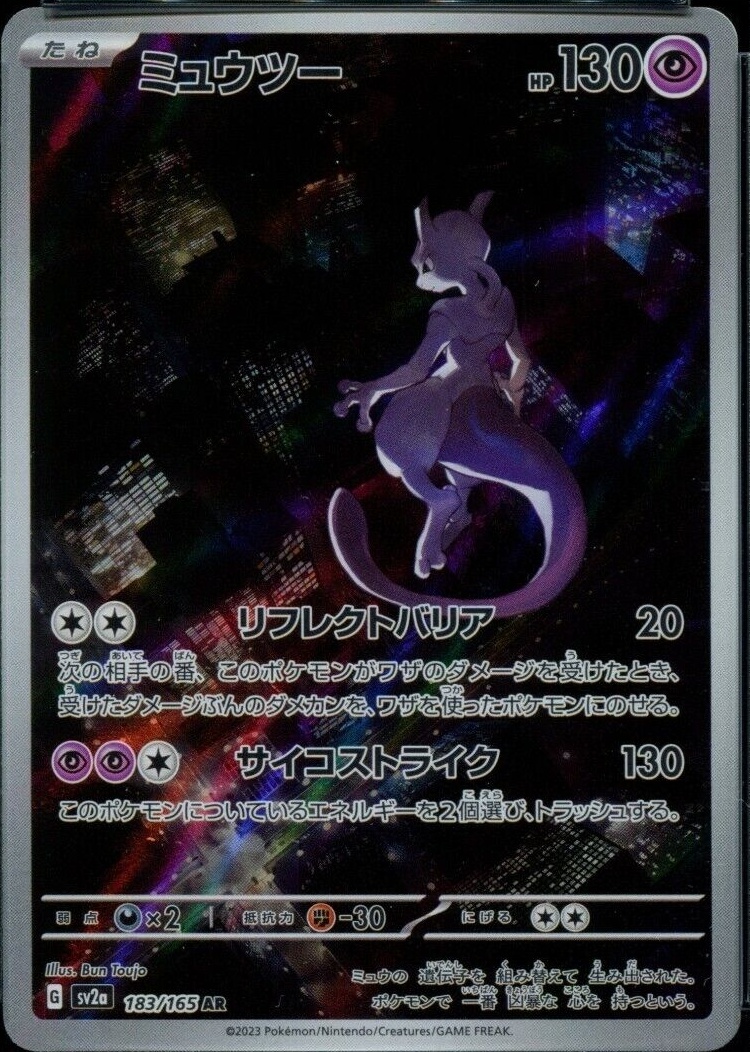 たね
ミュウツー
HP 130
リフレクトバリア 20
次の相手の番、このポケモンがワザのダメージを受けたとき、
受けたダメージぶんのダメカンを、ワザを使ったポケモンにのせる。
サイコストライク 130
このポケモンについているエネルギーを2個選び、トラッシュする。
弱点 ×2 抵抗力 -30 にげる
Illus. Bun Toujo
ミュウの 遺伝子を 組み替えて 生み出された。
ポケモンで 一番 凶暴な 心を 持つという。
G sv2a 183/165 AR
©2023 Pokémon/Nintendo/Creatures/GAME FREAK.